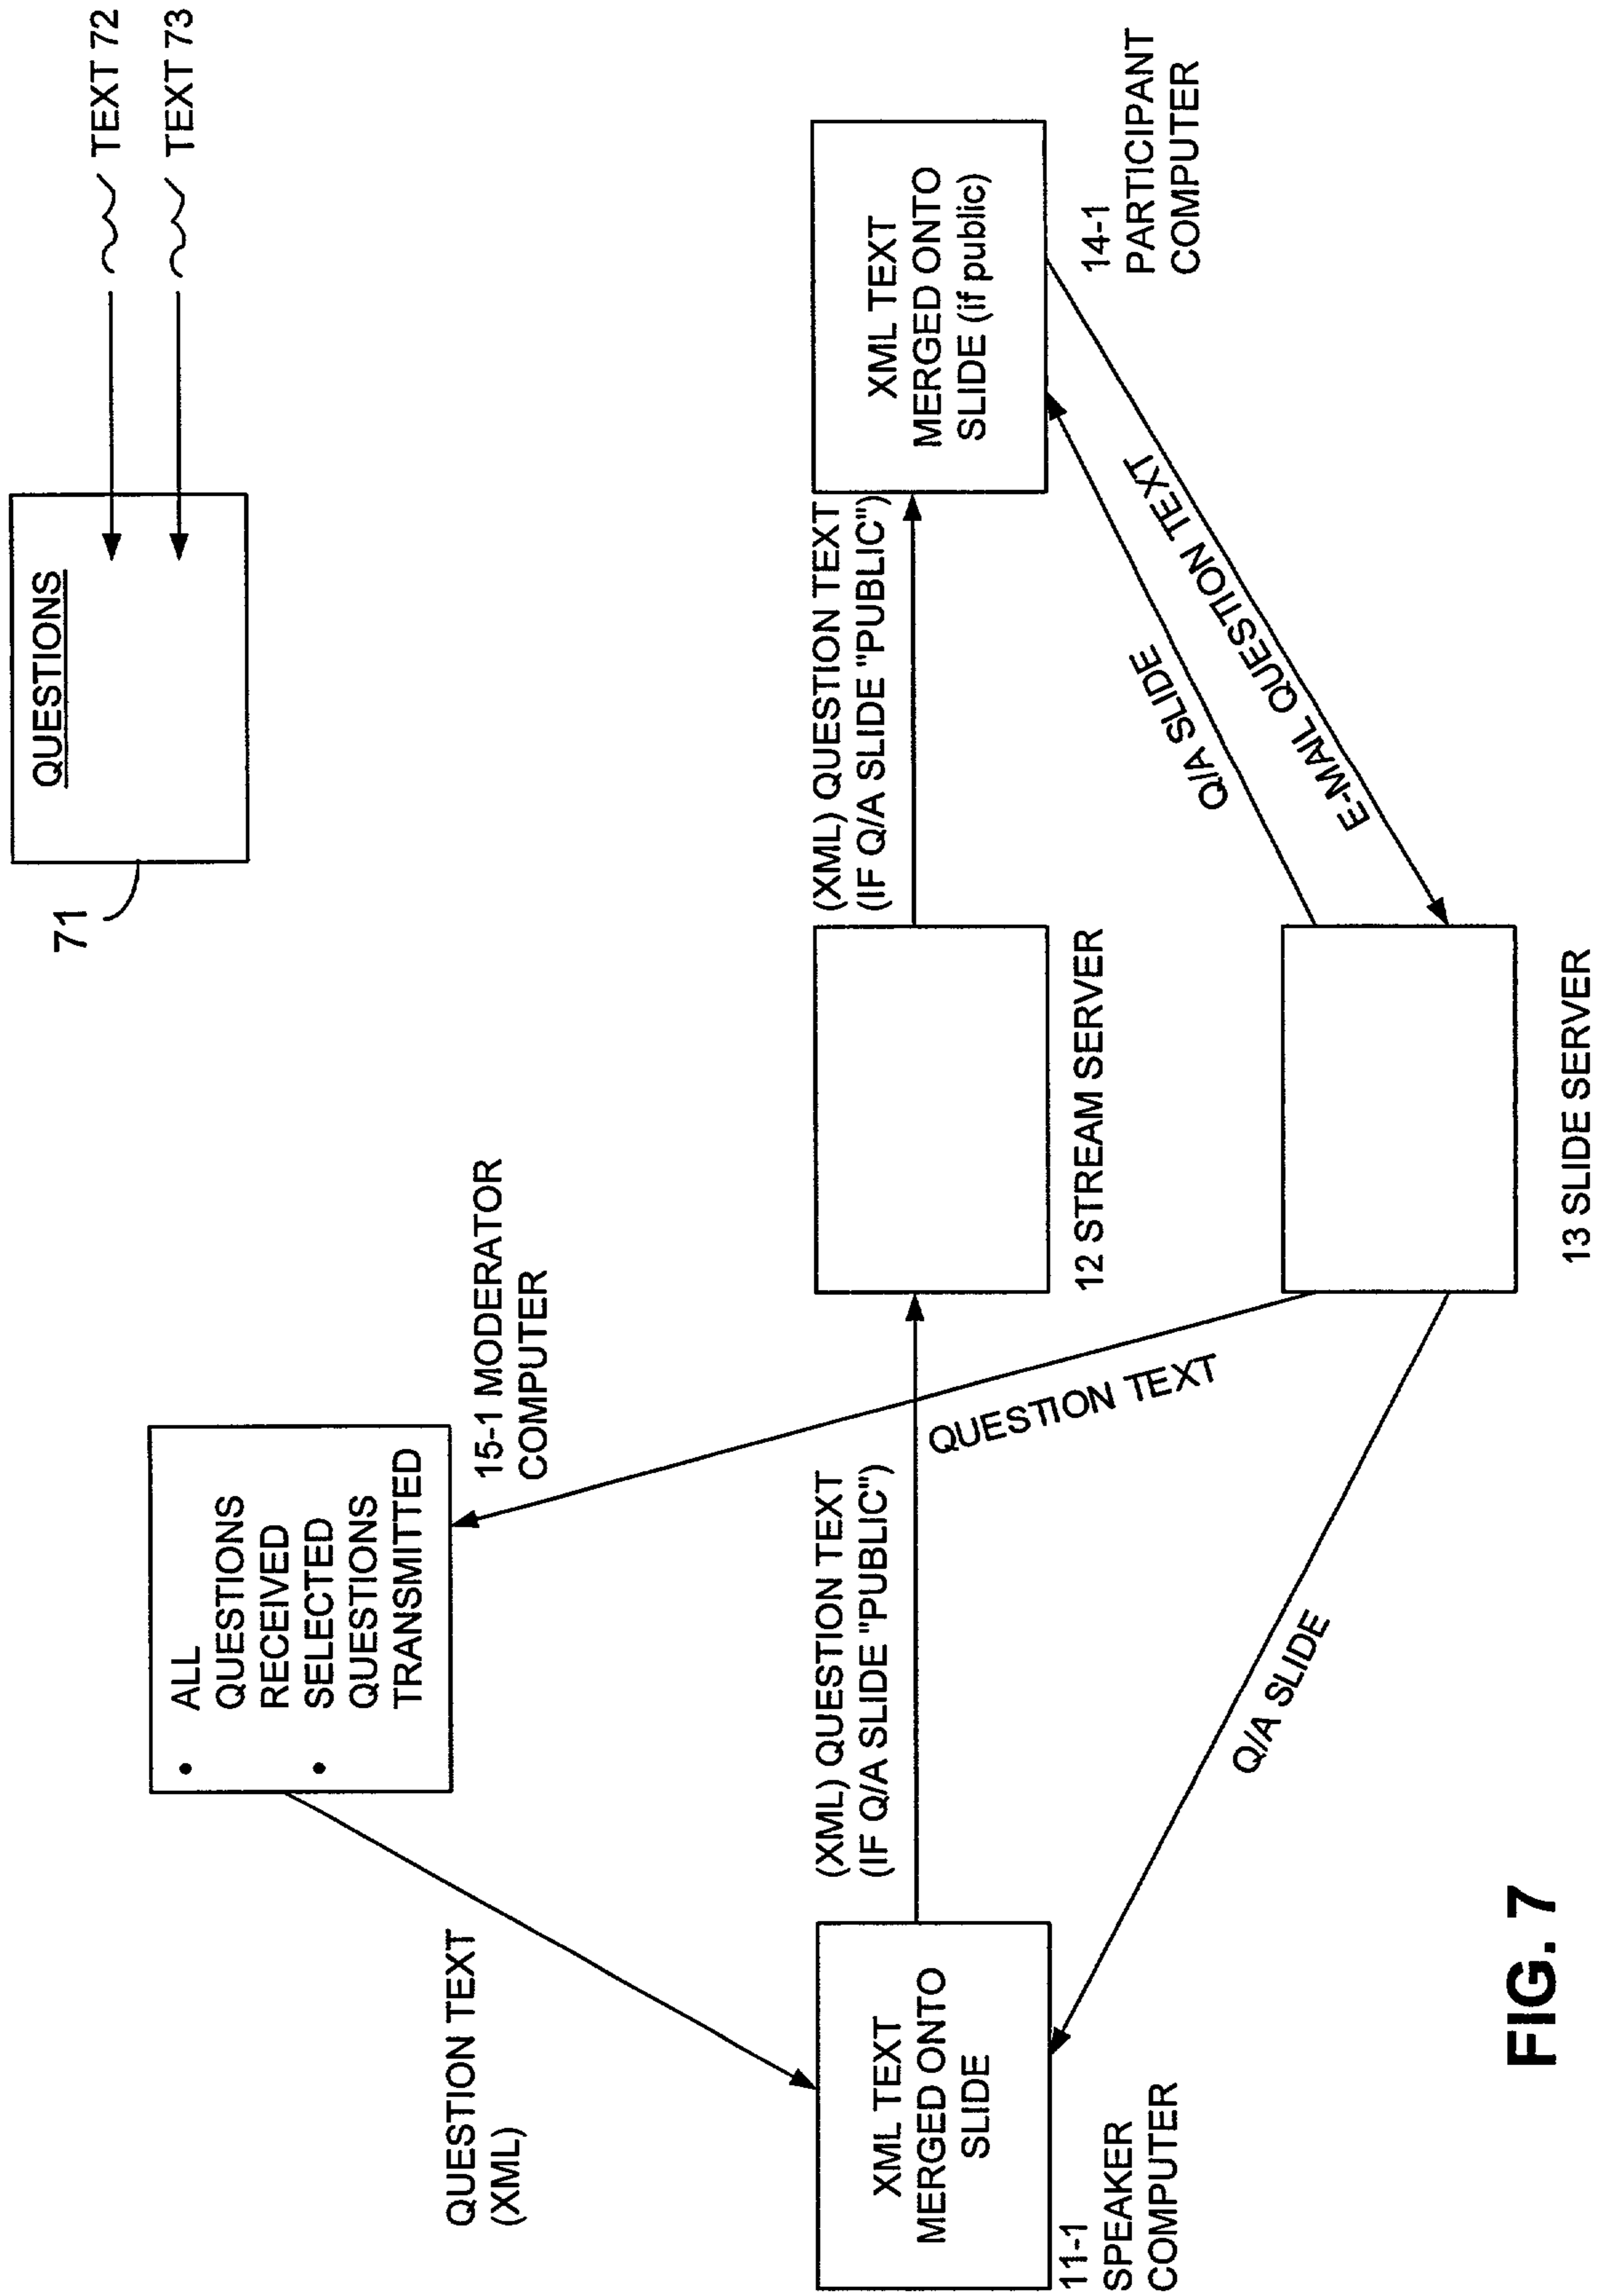 71
QUESTIONS
TEXT 72
TEXT 73
• ALL
QUESTIONS
RECEIVED
• SELECTED
QUESTIONS
TRANSMITTED
15-1 MODERATOR
COMPUTER
QUESTION TEXT
(XML)
XML TEXT
MERGED ONTO
SLIDE
11-1
SPEAKER
COMPUTER
(XML) QUESTION TEXT
(IF Q/A SLIDE "PUBLIC")
QUESTION TEXT
12 STREAM SERVER
(XML) QUESTION TEXT
(IF Q/A SLIDE "PUBLIC")
XML TEXT
MERGED ONTO
SLIDE (if public)
14-1
PARTICIPANT
COMPUTER
Q/A SLIDE
E-MAIL QUESTION TEXT
Q/A SLIDE
13 SLIDE SERVER
FIG. 7